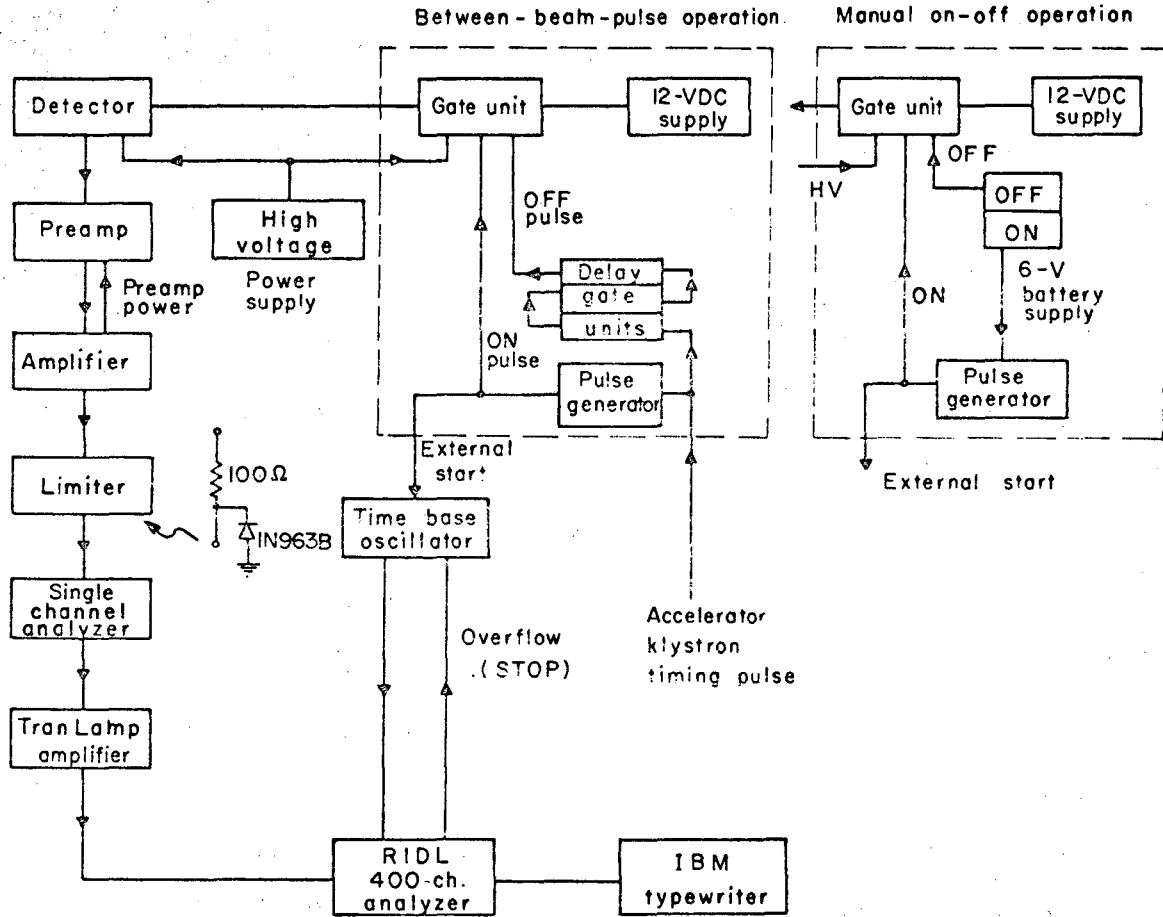 Between-beam-pulse operation
Manual on-off operation
Detector
Gate unit
12-VDC
supply
Gate unit
12-VDC
supply
OFF
HV
OFF
ON
OFF
pulse
High
voltage
Power
supply
Preamp
Preamp
power
Delay
gate
units
6-V
battery
supply
ON
ON
pulse
Amplifier
Pulse
generator
Pulse
generator
External
start
External start
Limiter
100Ω
IN963B
Time base
oscillator
Single
channel
analyzer
Overflow
(STOP)
Accelerator
klystron
timing pulse
Tran Lamp
amplifier
RIDL
400-ch.
analyzer
IBM
typewriter